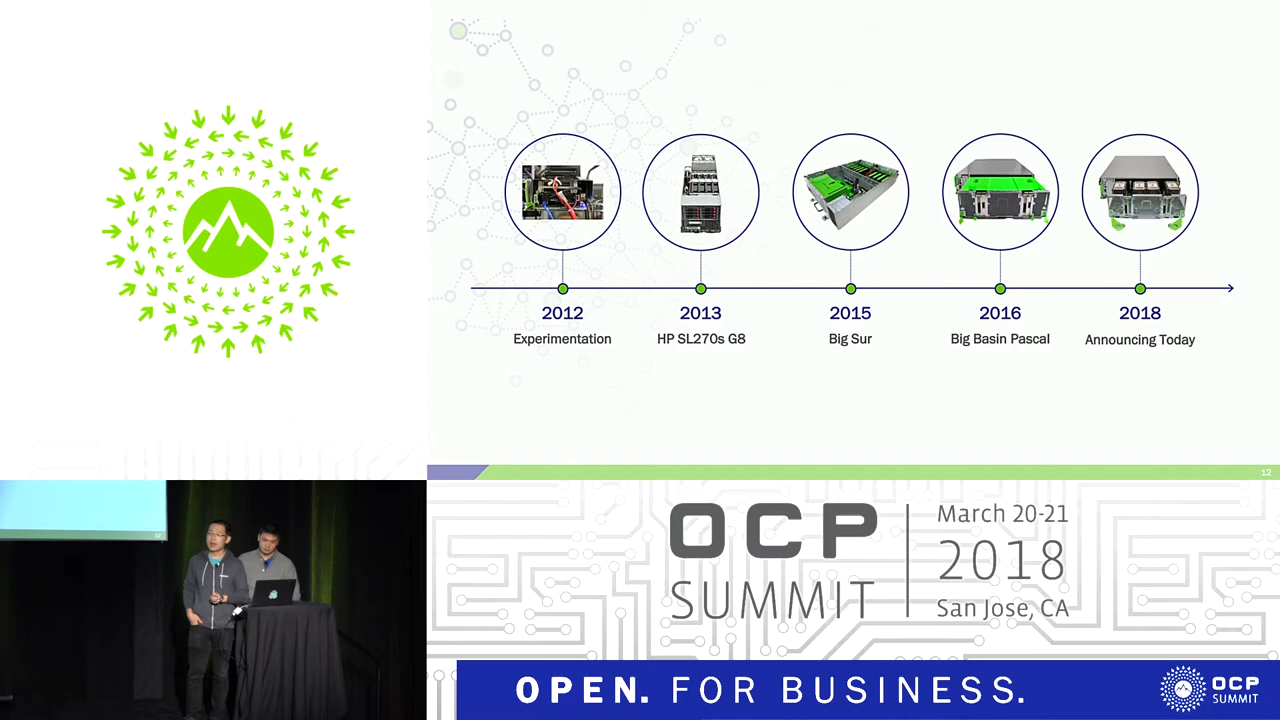 2012
Experimentation
2013
HP SL270s G8
2015
Big Sur
2016
Big Basin Pascal
2018
Announcing Today
12
OCP
SUMMIT
March 20-21
2018
San Jose, CA
OPEN. FOR BUSINESS.
OCP
SUMMIT